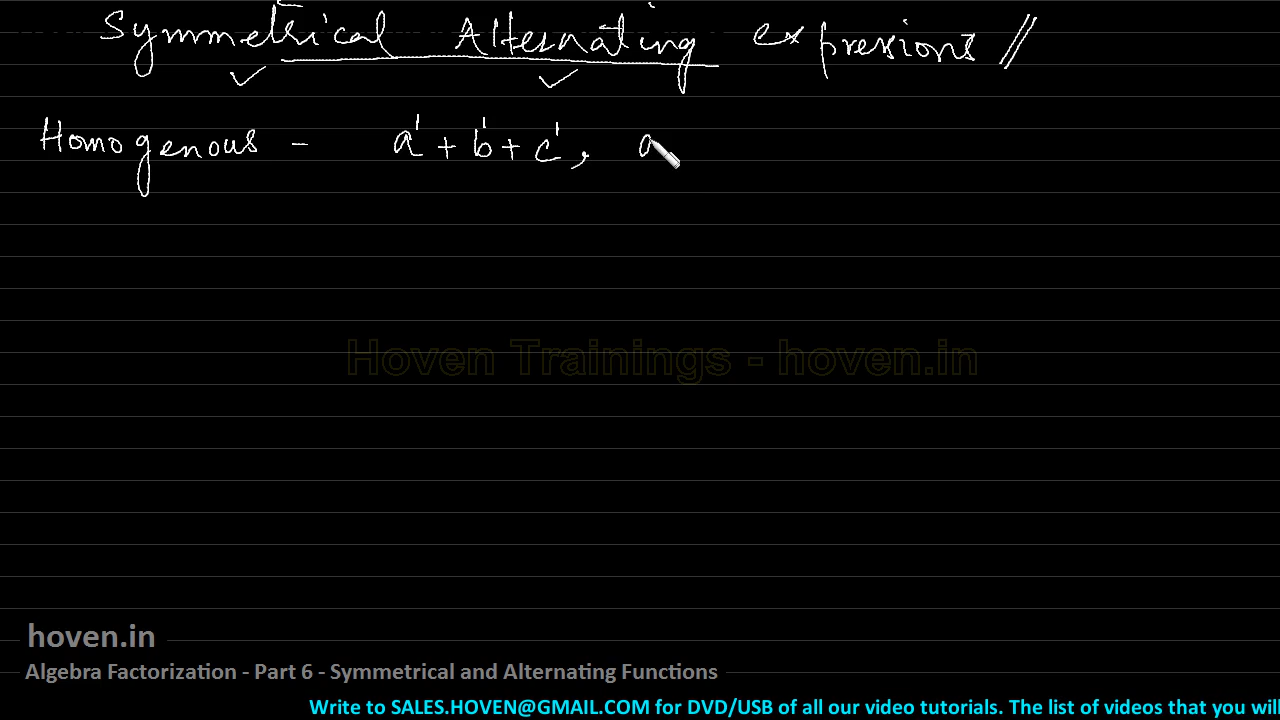 Symmetrical Alternating expressions //
Homogenous - a¹ + b¹ + c¹, a
Hoven Trainings - hoven.in
hoven.in
Algebra Factorization - Part 6 - Symmetrical and Alternating Functions
Write to SALES.HOVEN@GMAIL.COM for DVD/USB of all our video tutorials. The list of videos that you will